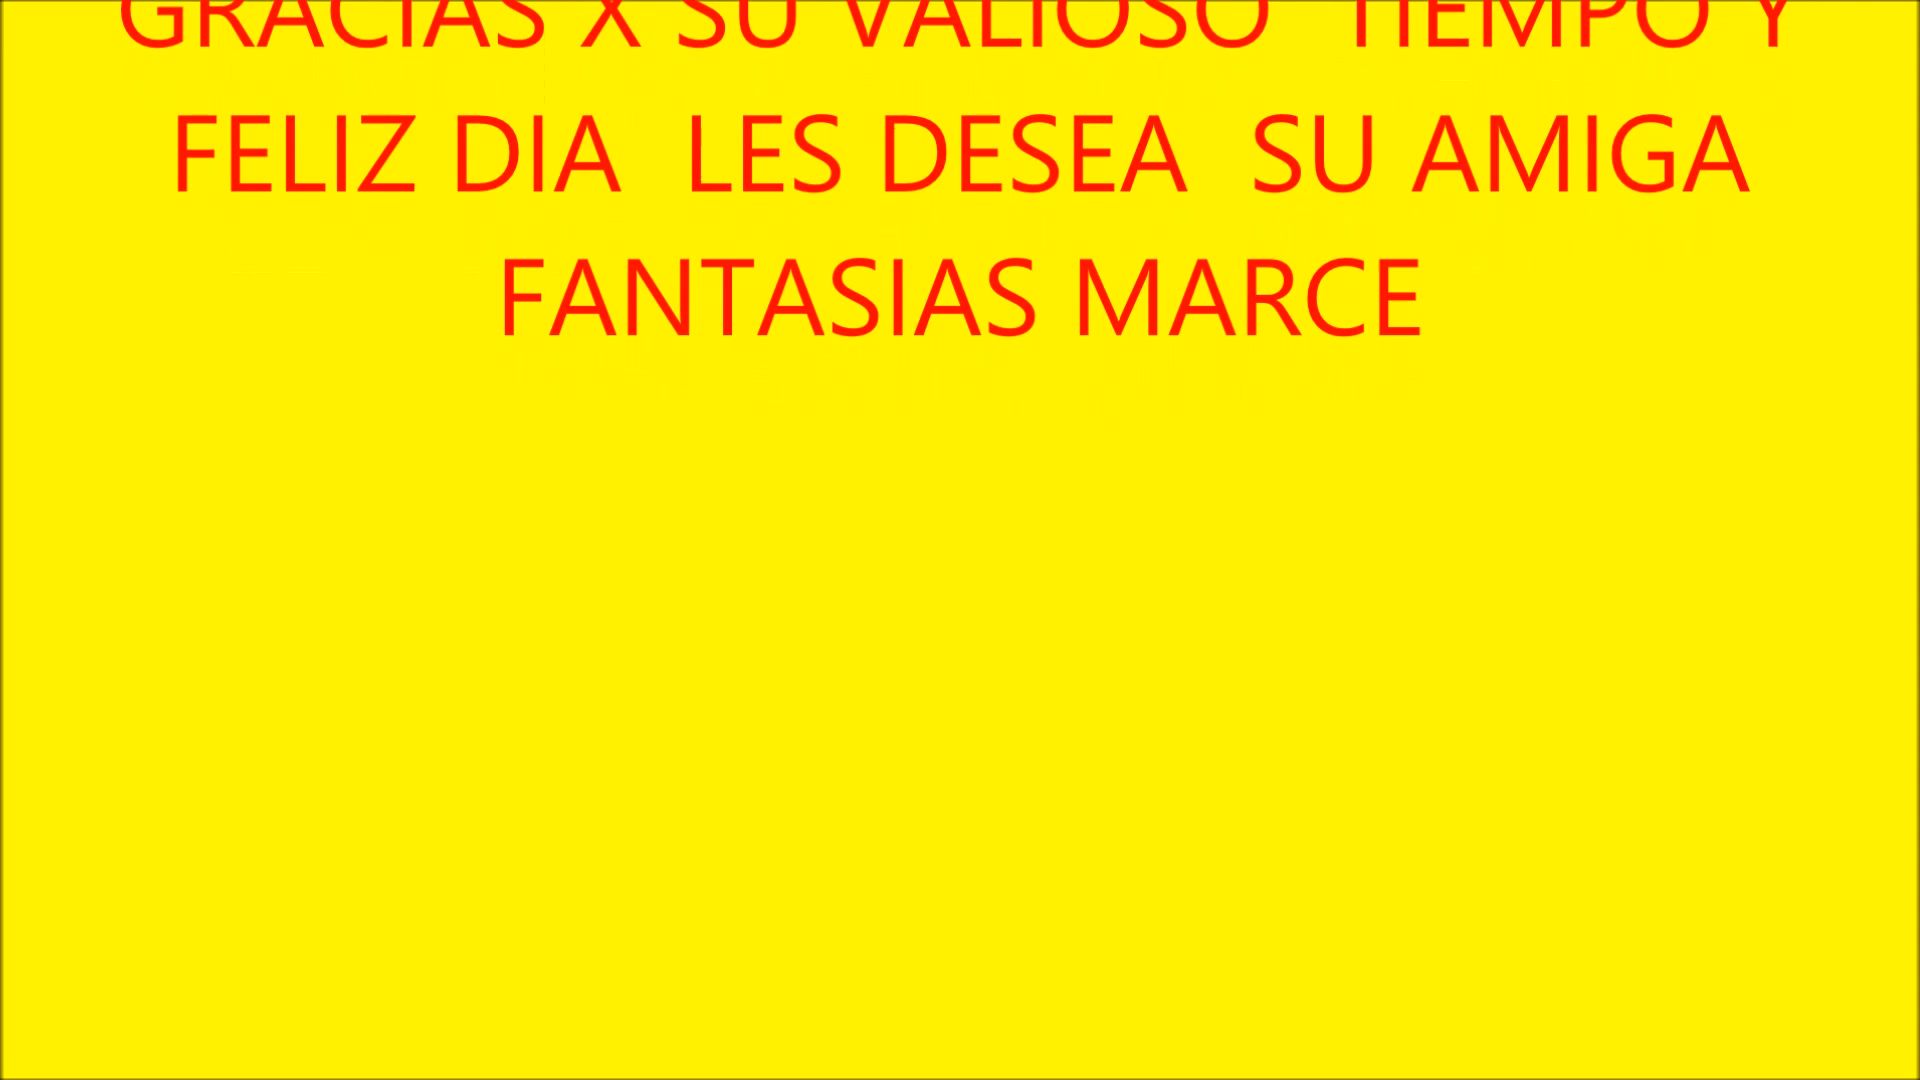 GRACIAS X SU VALIOSO  TIEMPO Y
FELIZ DIA  LES DESEA  SU AMIGA
FANTASIAS MARCE